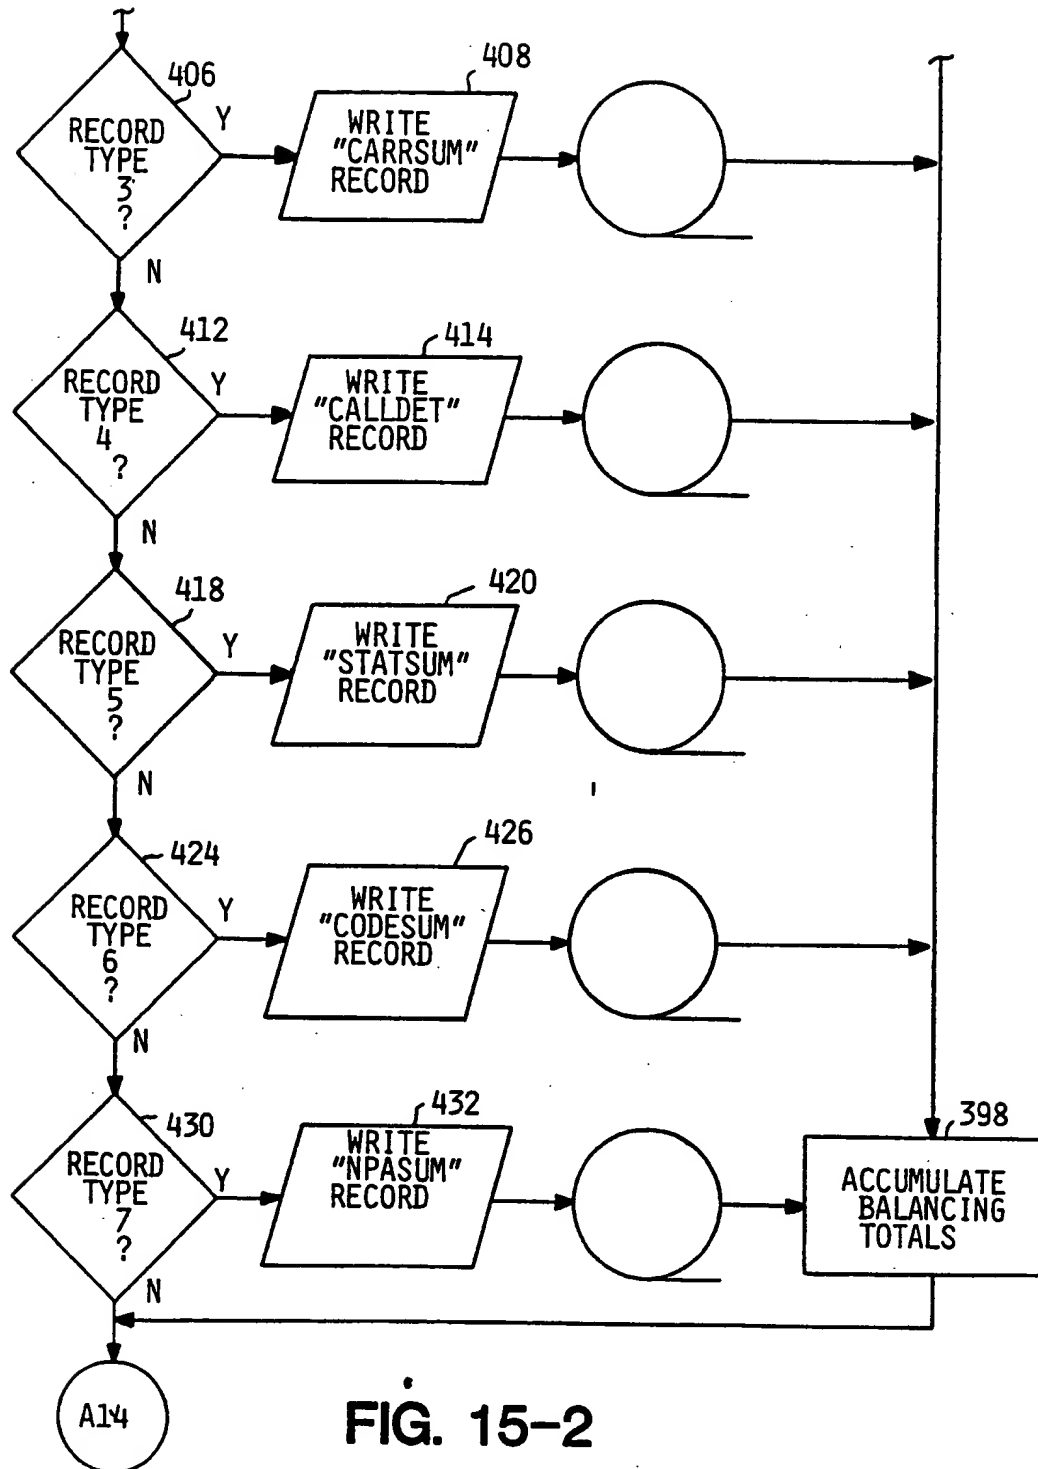 406
RECORD
TYPE
3
?
Y
N
408
WRITE
"CARRSUM"
RECORD
412
RECORD
TYPE
4
?
Y
N
414
WRITE
"CALLDET"
RECORD
418
RECORD
TYPE
5
?
Y
N
420
WRITE
"STATSUM"
RECORD
424
RECORD
TYPE
6
?
Y
N
426
WRITE
"CODESUM"
RECORD
430
RECORD
TYPE
7
?
Y
N
432
WRITE
"NPASUM"
RECORD
398
ACCUMULATE
BALANCING
TOTALS
A14
FIG. 15-2